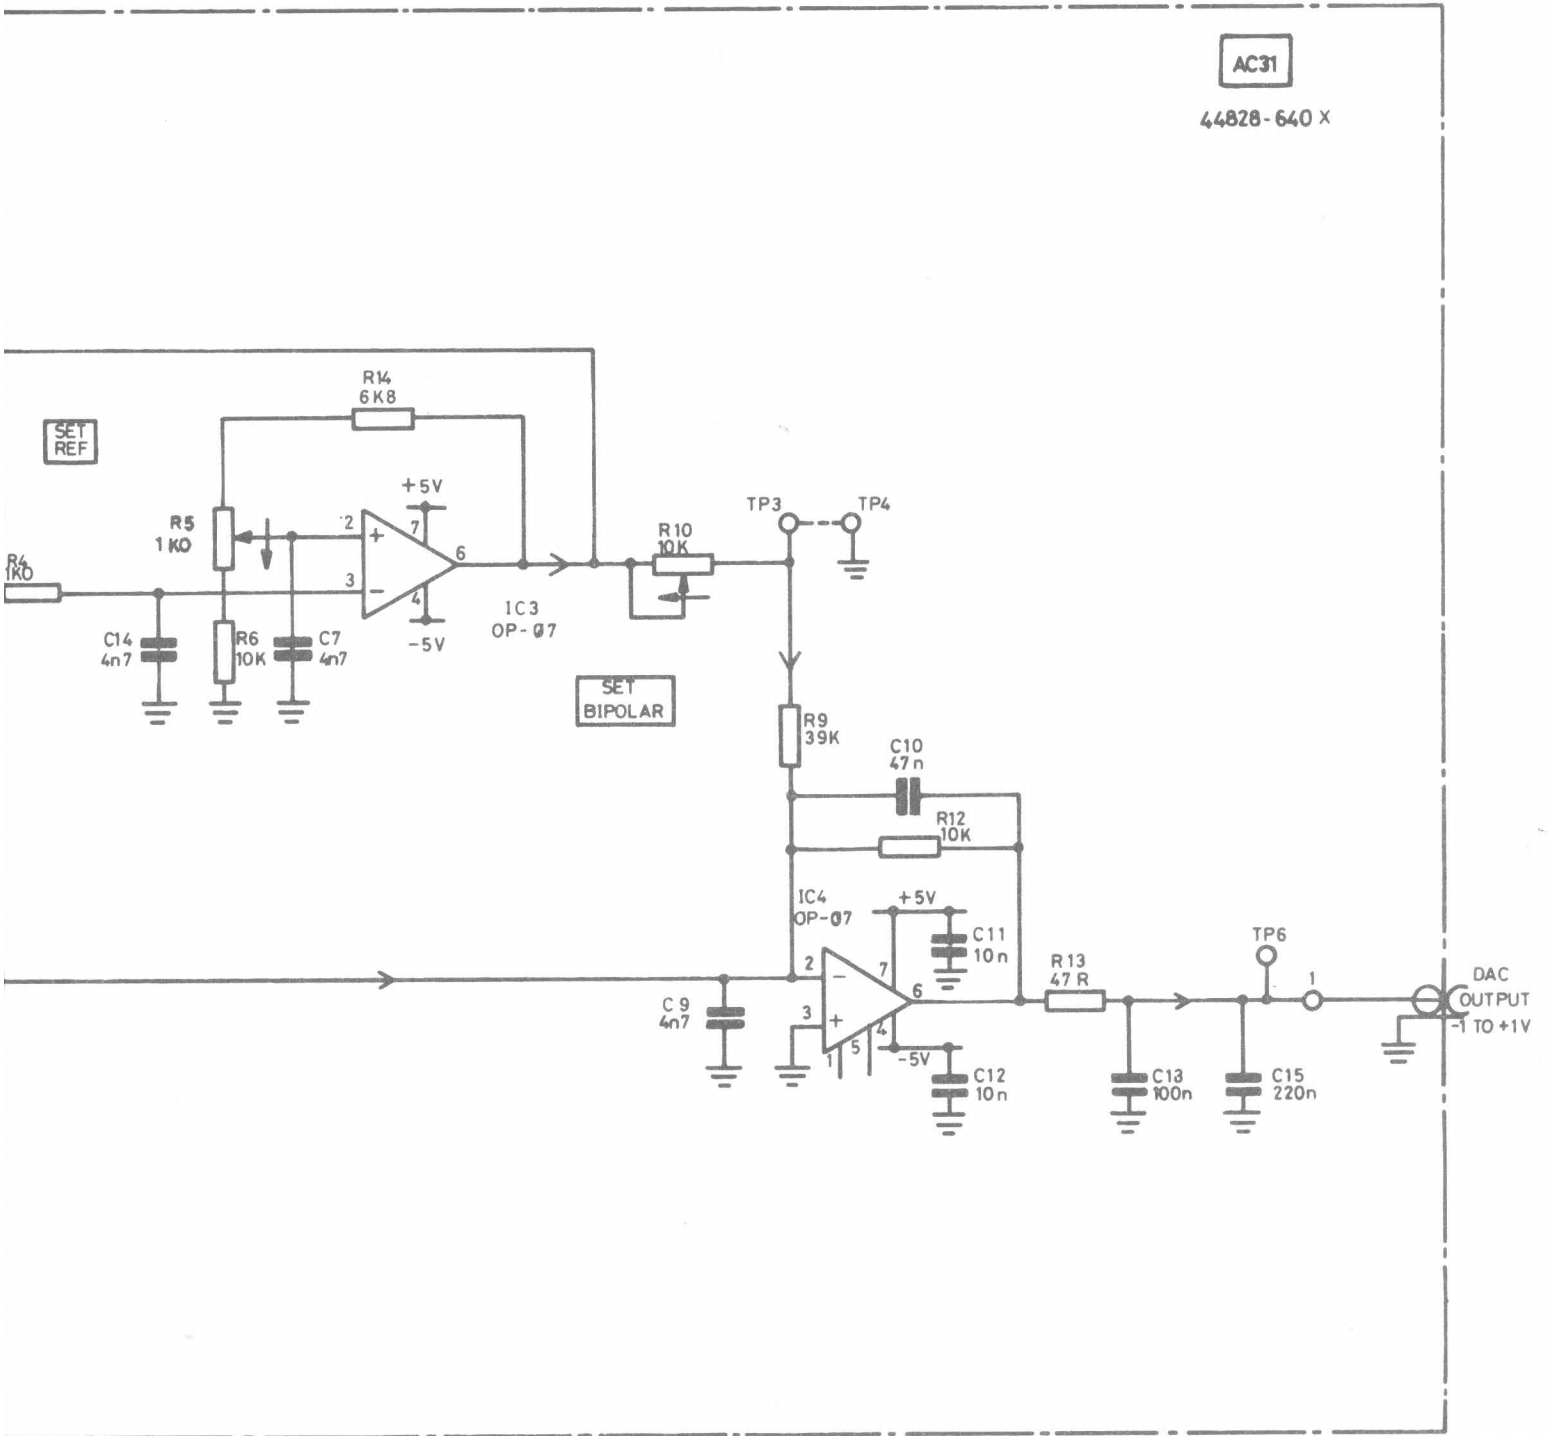 AC31
44828-640 X
R14
6K8
SET
REF
+5V
TP3
TP4
R5
1K0
2
+
7
6
R10
10K
R4
1K0
3
-
4
IC3
OP-07
-5V
C14
4n7
R6
10K
C7
4n7
SET
BIPOLAR
R9
39K
C10
47n
R12
10K
IC4
OP-07
+5V
C11
10n
TP6
2
-
7
6
R13
47R
1
DAC
OUTPUT
-1 TO +1V
C9
4n7
3
+
4
5
1
-5V
C12
10n
C13
100n
C15
220n